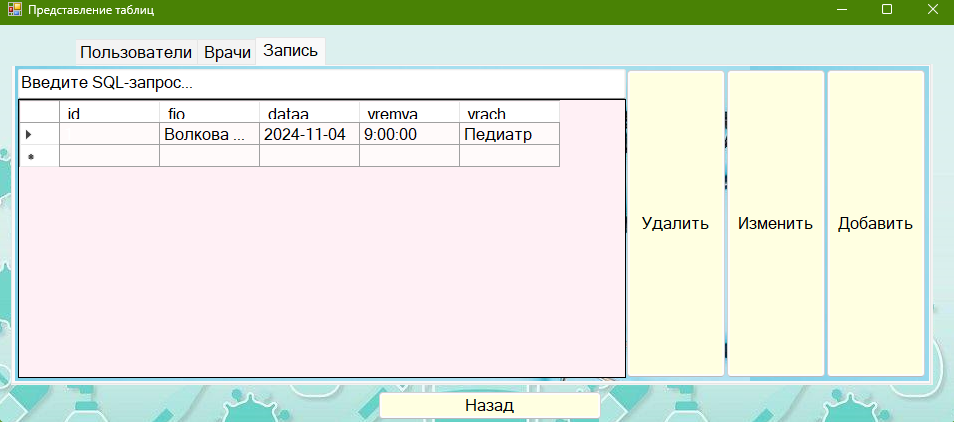 Представление таблиц
Пользователи Врачи Запись
Введите SQL-запрос...
id fio dataa vremya vrach
Волкова ... 2024-11-04 9:00:00 Педиатр
Удалить Изменить Добавить
Назад